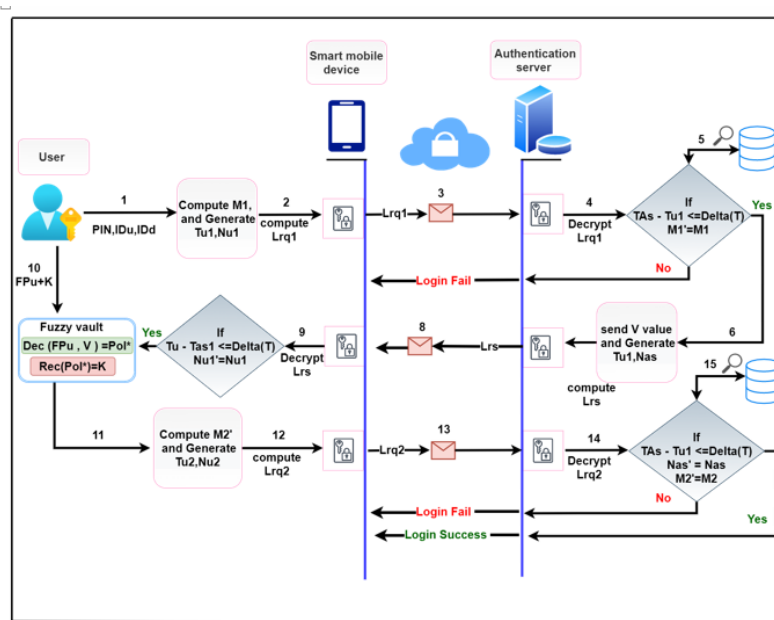 Smart mobile
device
Authentication
server
User
1
PIN,IDu,IDd
Compute M1,
and Generate
Tu1,Nu1
2
compute
Lrq1
Lrq1
3
4
Decrypt
Lrq1
5
If
TAs - Tu1 <=Delta(T)
M1'=M1
Yes
No
Login Fail
10
FPu+K
Fuzzy vault
Dec (FPu , V ) =Pol*
Rec(Pol*)=K
Yes
If
Tu - Tas1 <=Delta(T)
Nu1'=Nu1
9
Decrypt
Lrs
8
Lrs
send V value
and Generate
Tu1,Nas
compute
Lrs
6
15
11
Compute M2'
and Generate
Tu2,Nu2
12
compute
Lrq2
Lrq2
13
14
Decrypt
Lrq2
If
TAs - Tu1 <=Delta(T)
Nas' = Nas
M2'=M2
No
Login Fail
Yes
Login Success